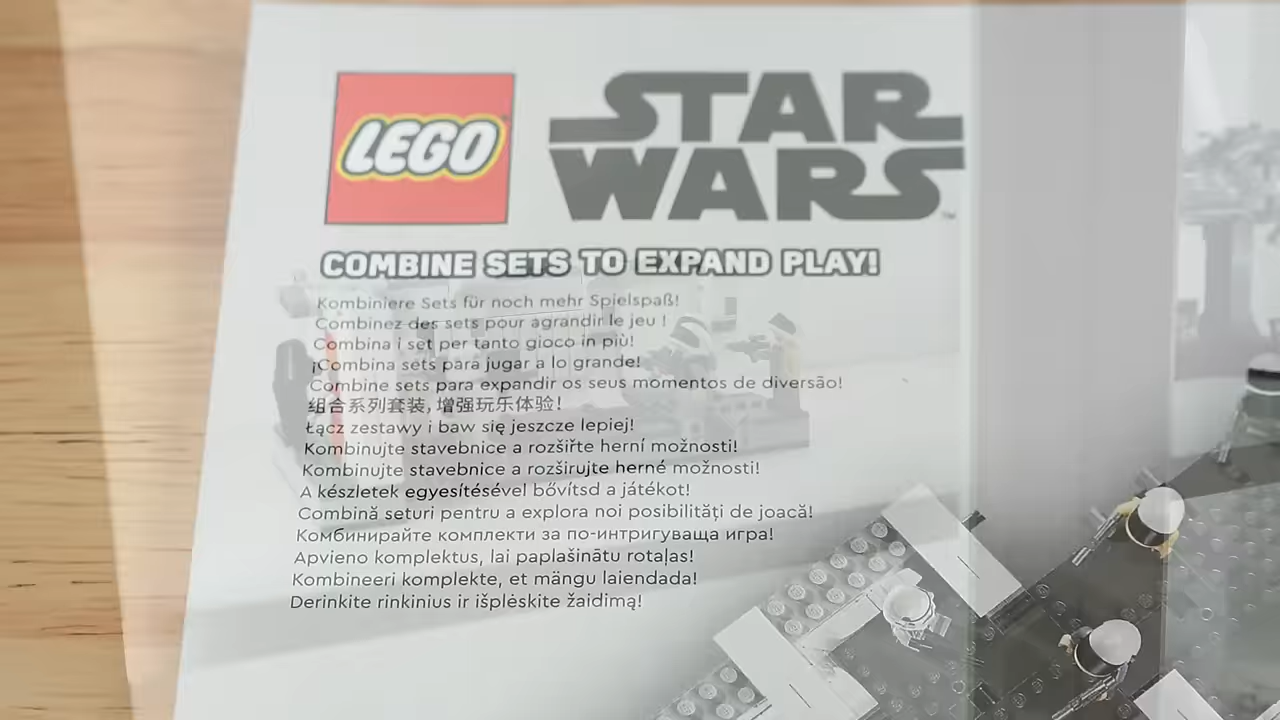 LEGO
STAR
WARS
COMBINE SETS TO EXPAND PLAY!
Kombiniere Sets für noch mehr Spielspaß!
Combinez des sets pour agrandir le jeu !
Combina i set per tanto gioco in più!
¡Combina sets para jugar a lo grande!
Combine sets para expandir os seus momentos de diversão!
组合系列套装, 增强玩乐体验!
Łącz zestawy i baw się jeszcze lepiej!
Kombinujte stavebnice a rozšiřte herní možnosti!
Kombinujte stavebnice a rozširujte herné možnosti!
A készletek egyesítésével bővítsd a játékot!
Combină seturi pentru a explora noi posibilități de joacă!
Комбинирайте комплекти за по-интригуваща игра!
Apvieno komplektus, lai paplašinātu rotaļas!
Kombineeri komplekte, et mängu laiendada!
Derinkite rinkinius ir išplėskite žaidimą!